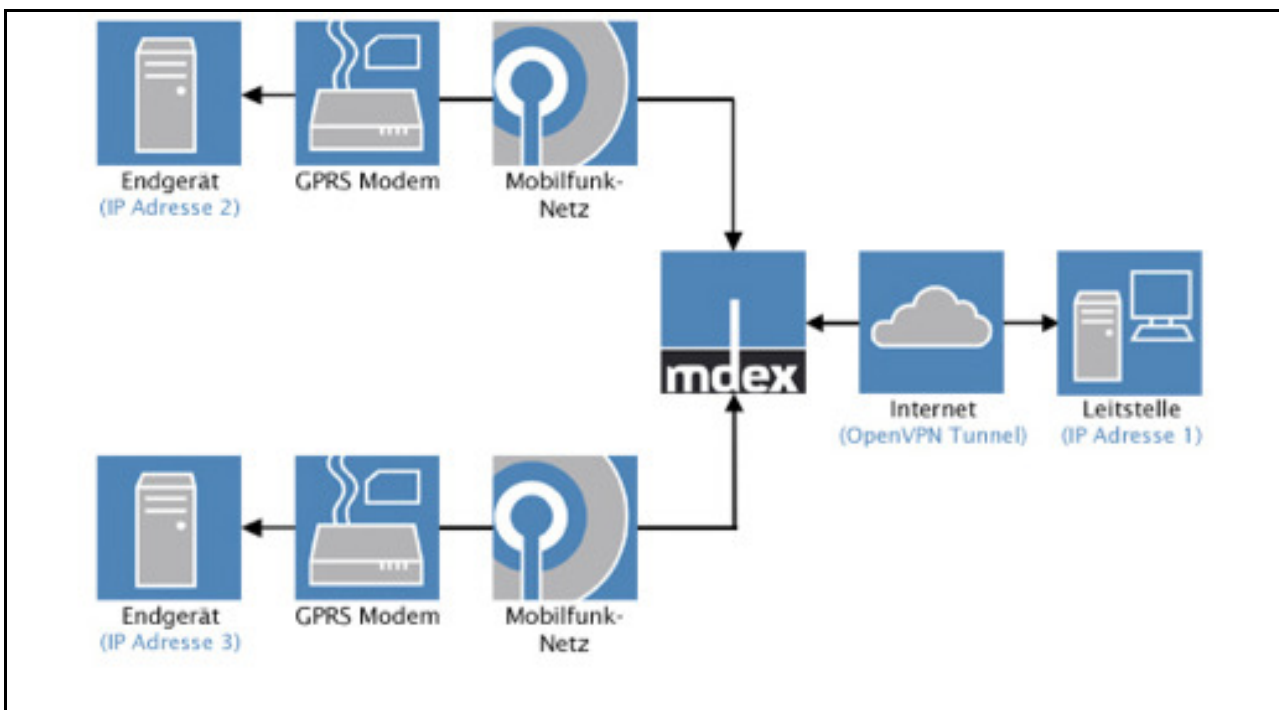 Endgerät
(IP Adresse 2)
GPRS Modem
Mobilfunk-
Netz
mdex
Internet
(OpenVPN Tunnel)
Leitstelle
(IP Adresse 1)
Endgerät
(IP Adresse 3)
GPRS Modem
Mobilfunk-
Netz